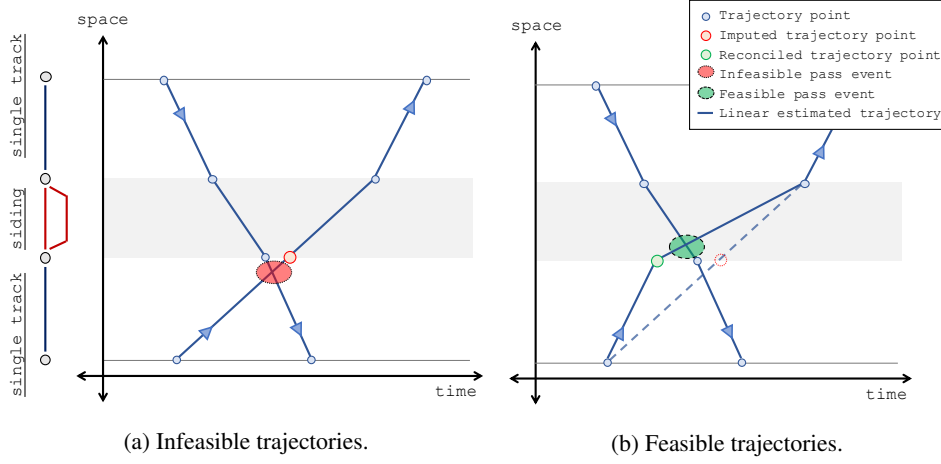 space
single track
siding
single track
time
(a) Infeasible trajectories.
space
Trajectory point
Imputed trajectory point
Reconciled trajectory point
Infeasible pass event
Feasible pass event
Linear estimated trajectory
time
(b) Feasible trajectories.